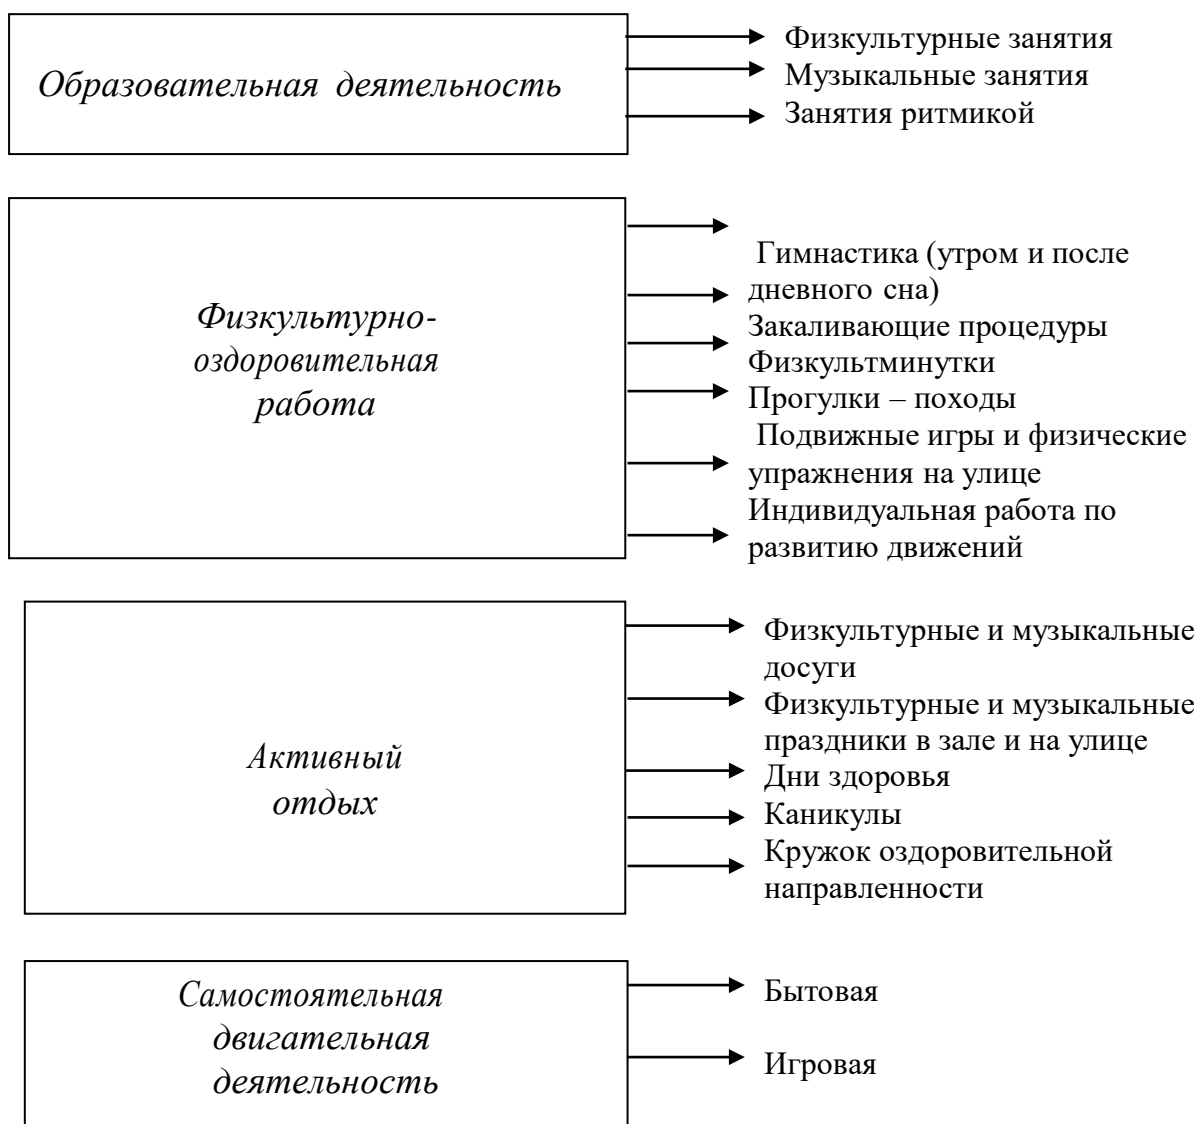 Образовательная деятельность
Физкультурные занятия
Музыкальные занятия
Занятия ритмикой
Физкультурно-
оздоровительная
работа
Гимнастика (утром и после
дневного сна)
Закаливающие процедуры
Физкультминутки
Прогулки – походы
Подвижные игры и физические
упражнения на улице
Индивидуальная работа по
развитию движений
Активный
отдых
Физкультурные и музыкальные
досуги
Физкультурные и музыкальные
праздники в зале и на улице
Дни здоровья
Каникулы
Кружок оздоровительной
направленности
Самостоятельная
двигательная
деятельность
Бытовая
Игровая